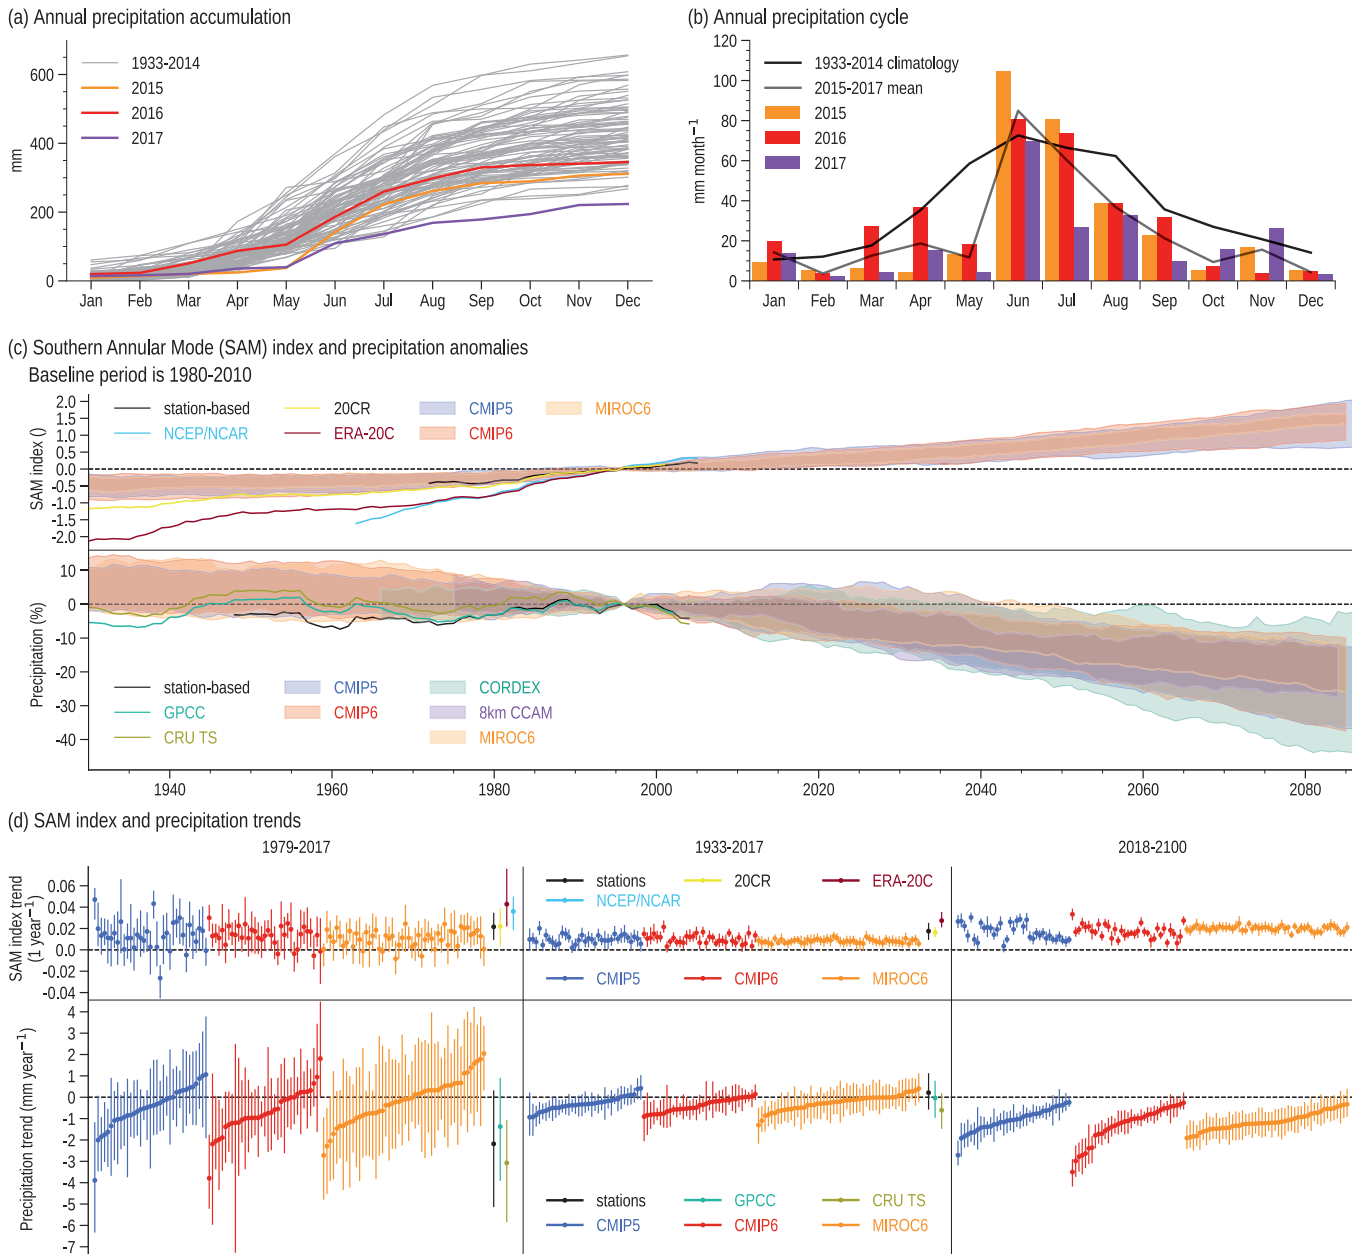 (a) Annual precipitation accumulation
mm
600
400
200
0
1933-2014
2015
2016
2017
Jan Feb Mar Apr May Jun Jul Aug Sep Oct Nov Dec
(b) Annual precipitation cycle
mm month−1
120
100
80
60
40
20
0
1933-2014 climatology
2015-2017 mean
2015
2016
2017
Jan Feb Mar Apr May Jun Jul Aug Sep Oct Nov Dec
(c) Southern Annular Mode (SAM) index and precipitation anomalies
Baseline period is 1980-2010
SAM index ()
2.0
1.5
1.0
0.5
0.0
-0.5
-1.0
-1.5
-2.0
station-based 20CR CMIP5 MIROC6
NCEP/NCAR ERA-20C CMIP6
Precipitation (%)
10
0
-10
-20
-30
-40
station-based CMIP5 CORDEX
GPCC CMIP6 8km CCAM
CRU TS MIROC6
1940 1960 1980 2000 2020 2040 2060 2080
(d) SAM index and precipitation trends
1979-2017 1933-2017 2018-2100
SAM index trend
(1 year−1)
0.06
0.04
0.02
0.0
-0.02
-0.04
stations 20CR ERA-20C
NCEP/NCAR
CMIP5 CMIP6 MIROC6
Precipitation trend (mm year−1)
4
3
2
1
0
-1
-2
-3
-4
-5
-6
-7
stations GPCC CRU TS
CMIP5 CMIP6 MIROC6